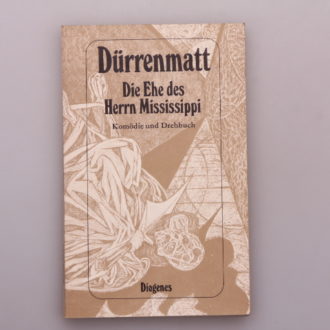 Dürrenmatt
Die Ehe des
Herrn Mississippi
Komödie und Drehbuch
Diogenes